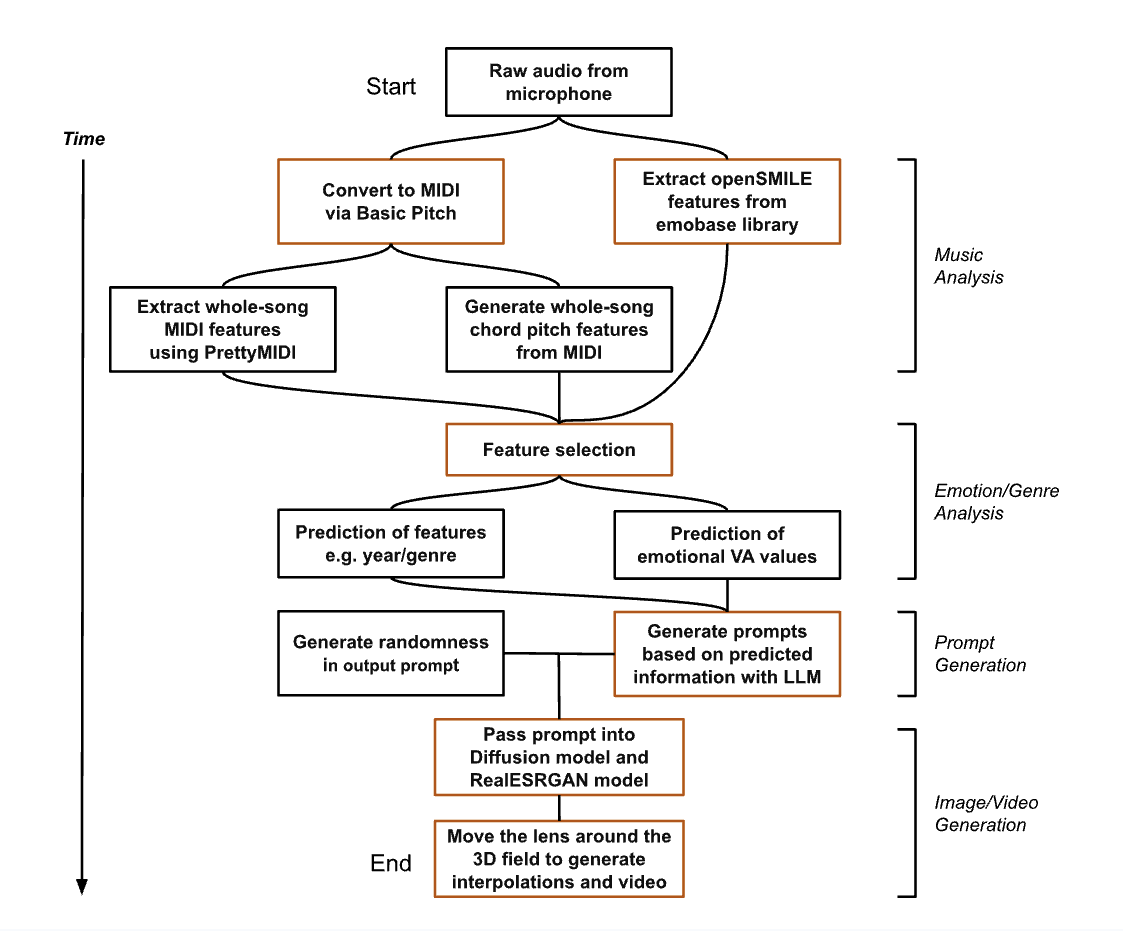 Start
Raw audio from
microphone
Time
Convert to MIDI
via Basic Pitch
Extract openSMILE
features from
emobase library
Music
Analysis
Extract whole-song
MIDI features
using PrettyMIDI
Generate whole-song
chord pitch features
from MIDI
Feature selection
Emotion/Genre
Analysis
Prediction of features
e.g. year/genre
Prediction of
emotional VA values
Generate randomness
in output prompt
Generate prompts
based on predicted
information with LLM
Prompt
Generation
Pass prompt into
Diffusion model and
RealESRGAN model
Image/Video
Generation
End
Move the lens around the
3D field to generate
interpolations and video